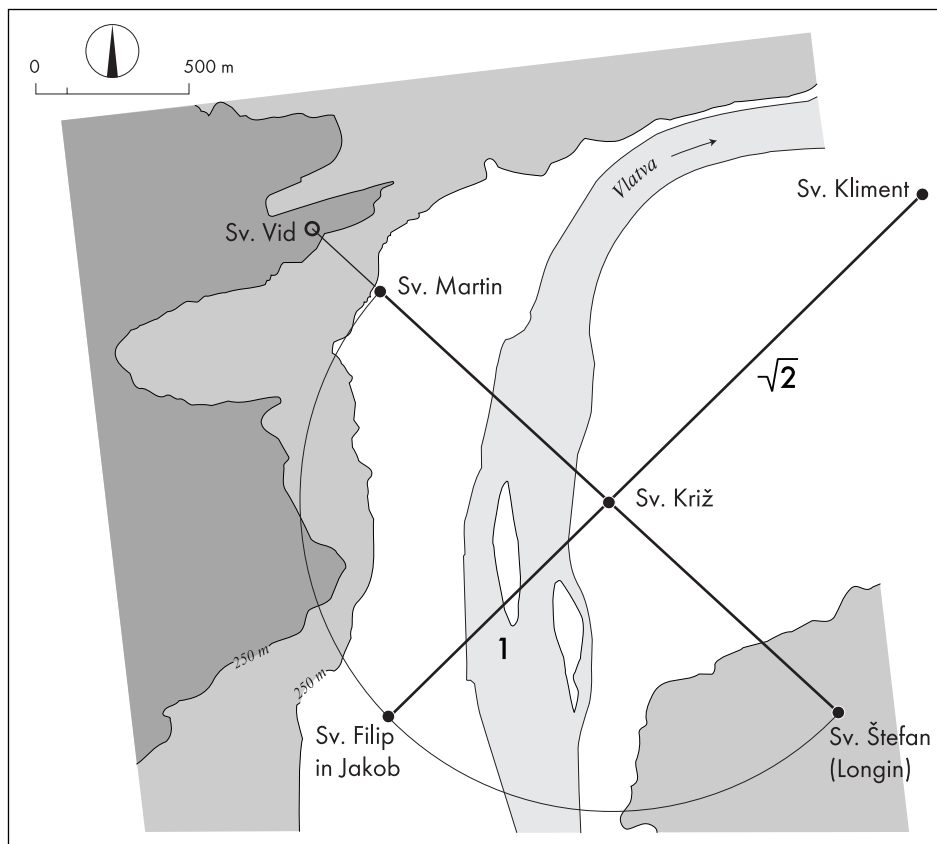 0 500 m
Vlatva
Sv. Kliment
Sv. Vid
Sv. Martin
√2
Sv. Križ
1
250 m
250 m
Sv. Filip
in Jakob
Sv. Štefan
(Longin)